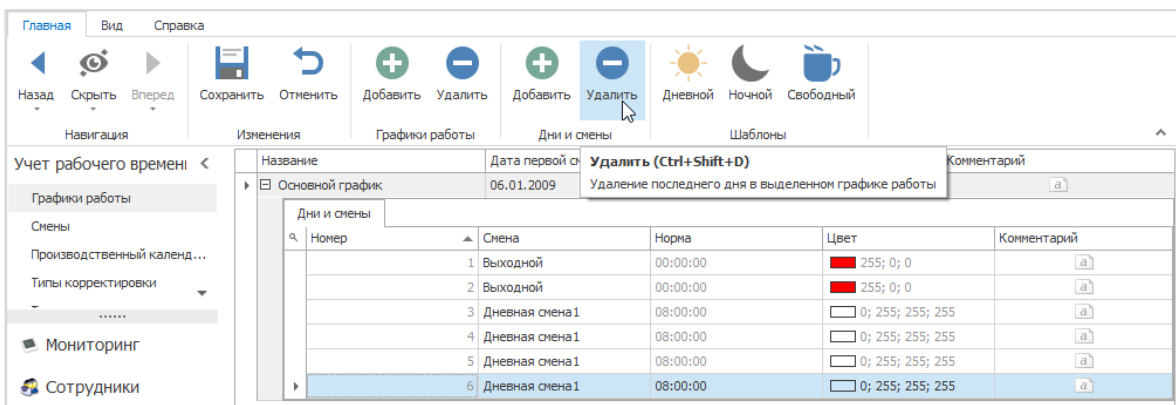 Главная Вид Справка
Назад Скрыть Вперед Сохранить Отменить Добавить Удалить Добавить Удалить Дневной Ночной Свободный
Навигация Изменения Графики работы Дни и смены Шаблоны
Учет рабочего времени
Графики работы
Смены
Производственный календ...
Типы корректировки
Мониторинг
Сотрудники
Название Дата первой Комментарий
Основной график 06.01.2009 a
Удалить (Ctrl+Shift+D)
Удаление последнего дня в выделенном графике работы
Дни и смены
Номер Смена Норма Цвет Комментарий
1 Выходной 00:00:00 255; 0; 0 a
2 Выходной 00:00:00 255; 0; 0 a
3 Дневная смена1 08:00:00 0; 255; 255; 255 a
4 Дневная смена1 08:00:00 0; 255; 255; 255 a
5 Дневная смена1 08:00:00 0; 255; 255; 255 a
6 Дневная смена1 08:00:00 0; 255; 255; 255 a